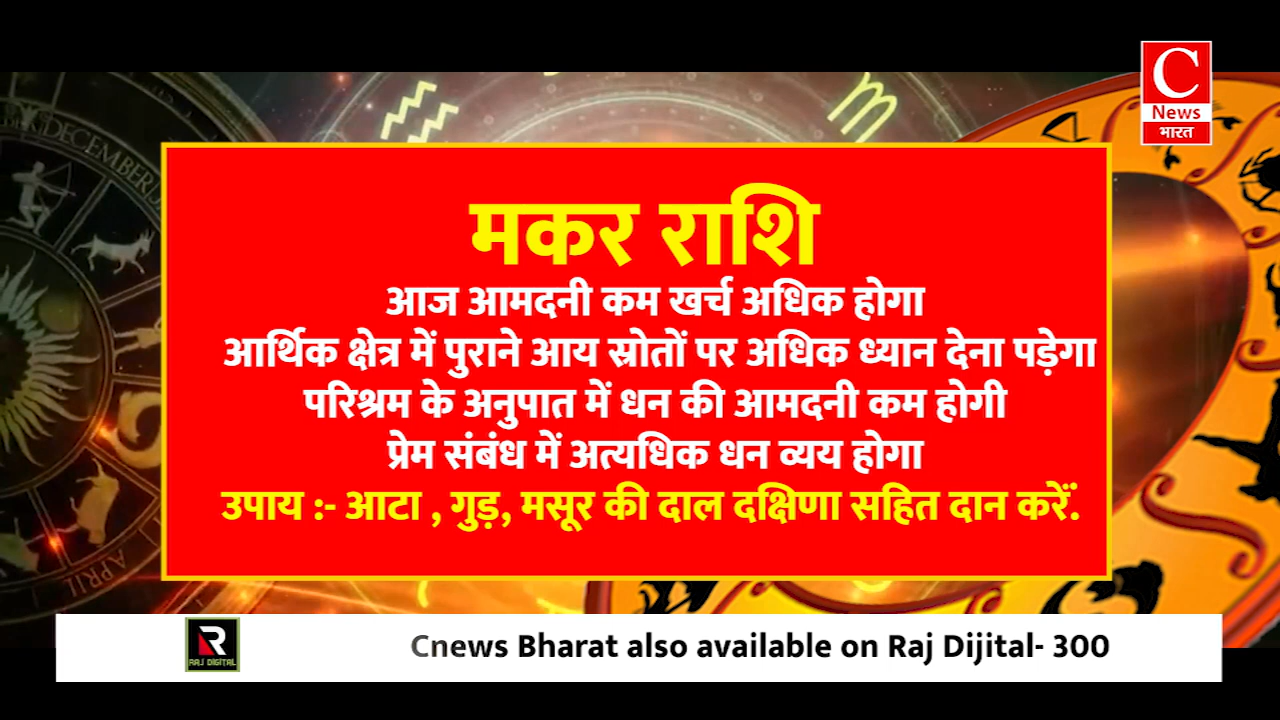 C
News
भारत
DECEMBER
मकर राशि
आज आमदनी कम खर्च अधिक होगा
आर्थिक क्षेत्र में पुराने आय स्रोतों पर अधिक ध्यान देना पड़ेगा
परिश्रम के अनुपात में धन की आमदनी कम होगी
प्रेम संबंध में अत्यधिक धन व्यय होगा
उपाय :- आटा , गुड़, मसूर की दाल दक्षिणा सहित दान करें.
APRIL
R
RAJ DIGITAL
Cnews Bharat also available on Raj Dijital- 300